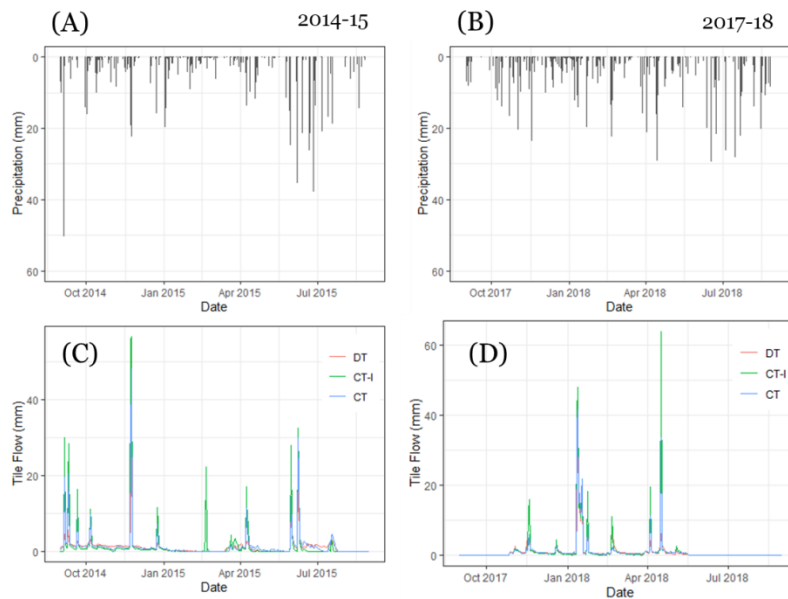 (A) 2014-15
0
20
40
60
Precipitation (mm)
Oct 2014 Jan 2015 Apr 2015 Jul 2015
Date
(B) 2017-18
0
20
40
60
Precipitation (mm)
Oct 2017 Jan 2018 Apr 2018 Jul 2018
Date
(C)
DT
CT-I
CT
40
20
0
Tile Flow (mm)
Oct 2014 Jan 2015 Apr 2015 Jul 2015
Date
(D)
DT
CT-I
CT
60
40
20
0
Tile Flow (mm)
Oct 2017 Jan 2018 Apr 2018 Jul 2018
Date